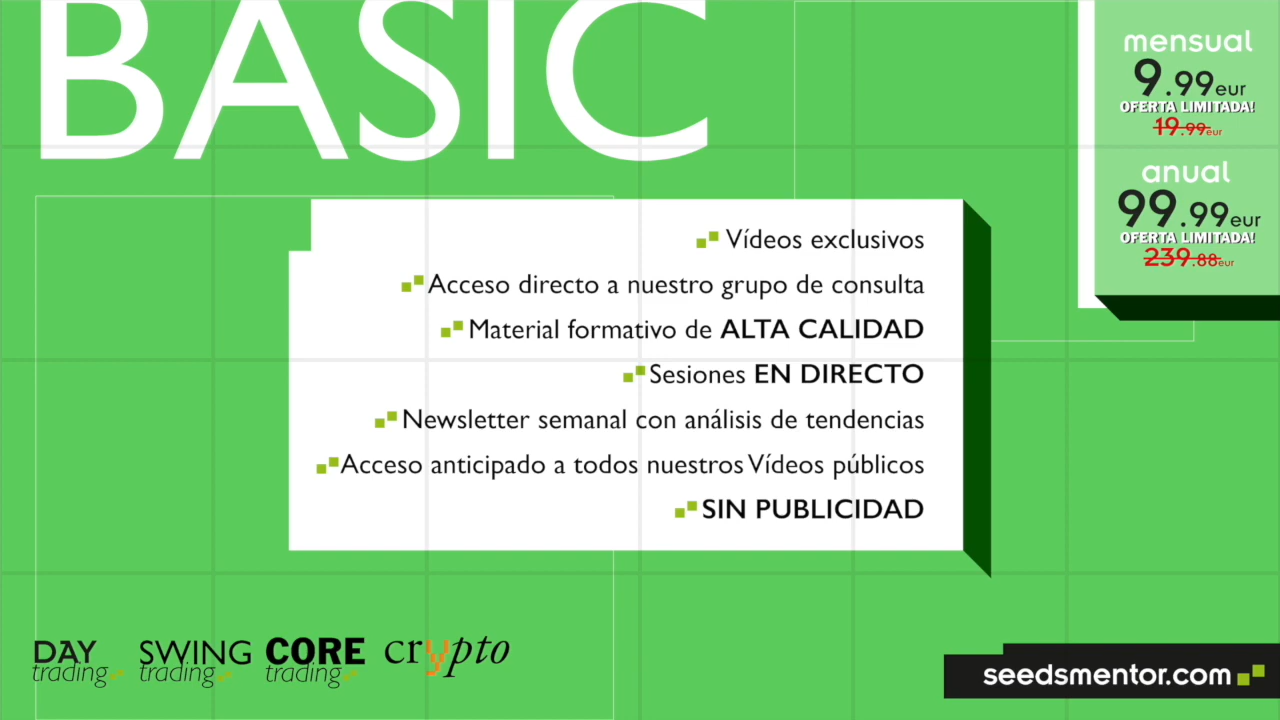 BASIC
mensual
9.99eur
OFERTA LIMITADA!
19.99eur
anual
99.99eur
OFERTA LIMITADA!
239.88eur
Vídeos exclusivos
Acceso directo a nuestro grupo de consulta
Material formativo de ALTA CALIDAD
Sesiones EN DIRECTO
Newsletter semanal con análisis de tendencias
Acceso anticipado a todos nuestros Vídeos públicos
SIN PUBLICIDAD
DAY trading
SWING trading
CORE trading
crypto
seedsmentor.com